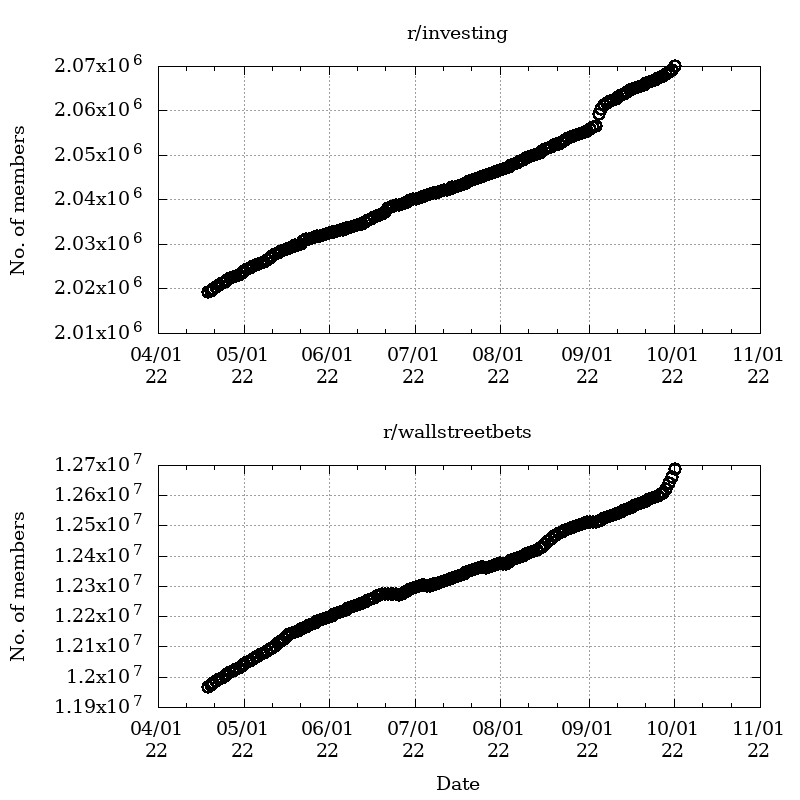 r/investing
No. of members
2.07x10^6
2.06x10^6
2.05x10^6
2.04x10^6
2.03x10^6
2.02x10^6
2.01x10^6
04/01 05/01 06/01 07/01 08/01 09/01 10/01 11/01
22 22 22 22 22 22 22 22
r/wallstreetbets
No. of members
1.27x10^7
1.26x10^7
1.25x10^7
1.24x10^7
1.23x10^7
1.22x10^7
1.21x10^7
1.2x10^7
1.19x10^7
04/01 05/01 06/01 07/01 08/01 09/01 10/01 11/01
22 22 22 22 22 22 22 22
Date